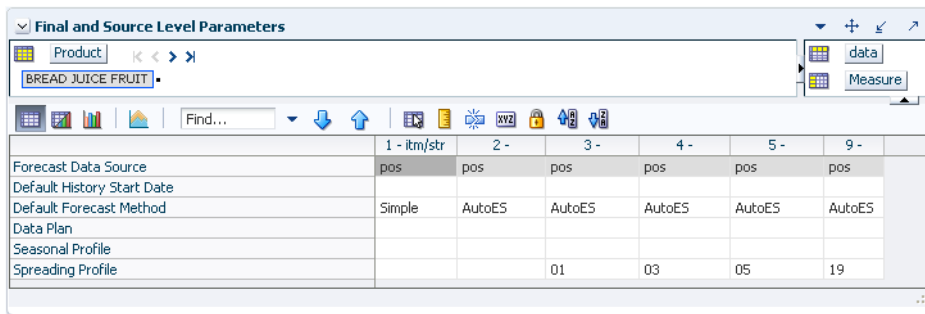 Final and Source Level Parameters
Product
data
BREAD JUICE FRUIT
Measure
Find...
XYZ
1 - itm/str 2 - 3 - 4 - 5 - 9 -
Forecast Data Source pos pos pos pos pos pos
Default History Start Date
Default Forecast Method Simple AutoES AutoES AutoES AutoES AutoES
Data Plan
Seasonal Profile
Spreading Profile 01 03 05 19